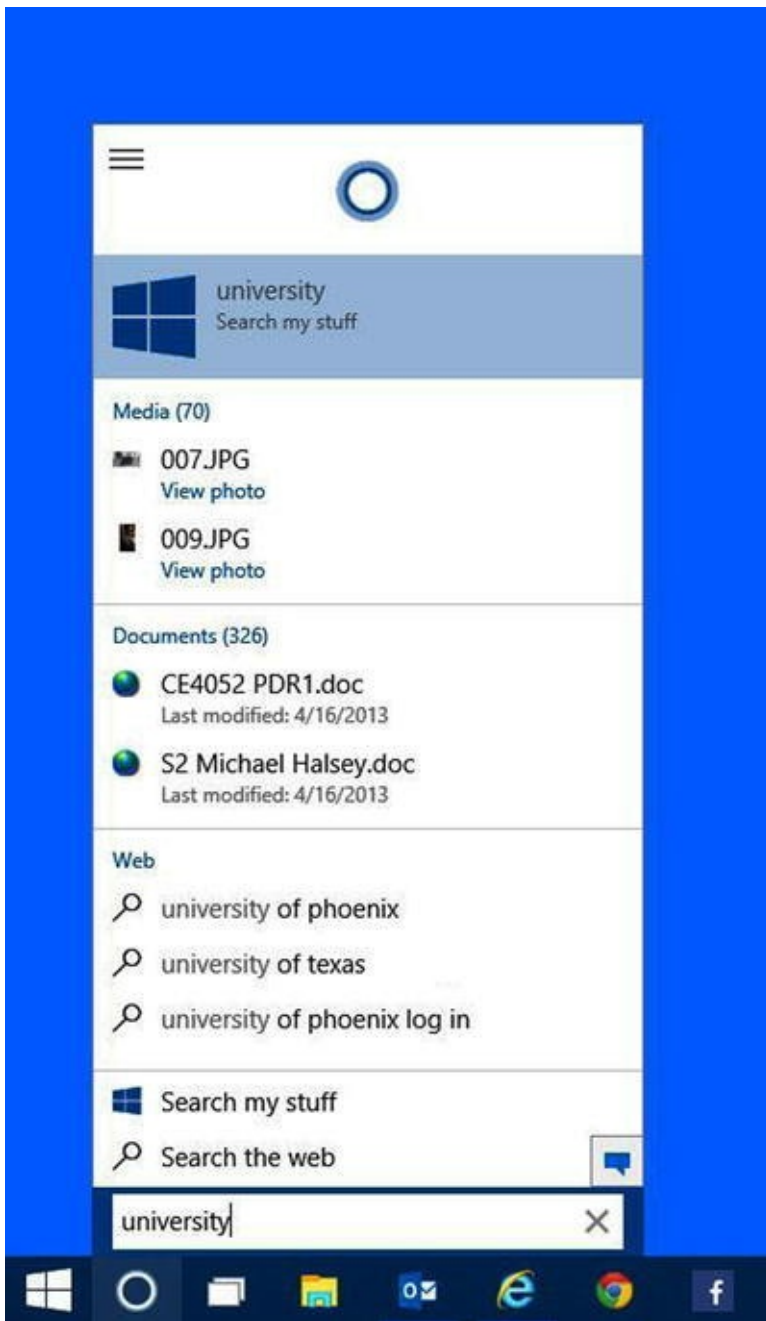 university
Search my stuff
Media (70)
007.JPG
View photo
009.JPG
View photo
Documents (326)
CE4052 PDR1.doc
Last modified: 4/16/2013
S2 Michael Halsey.doc
Last modified: 4/16/2013
Web
university of phoenix
university of texas
university of phoenix log in
Search my stuff
Search the web
university